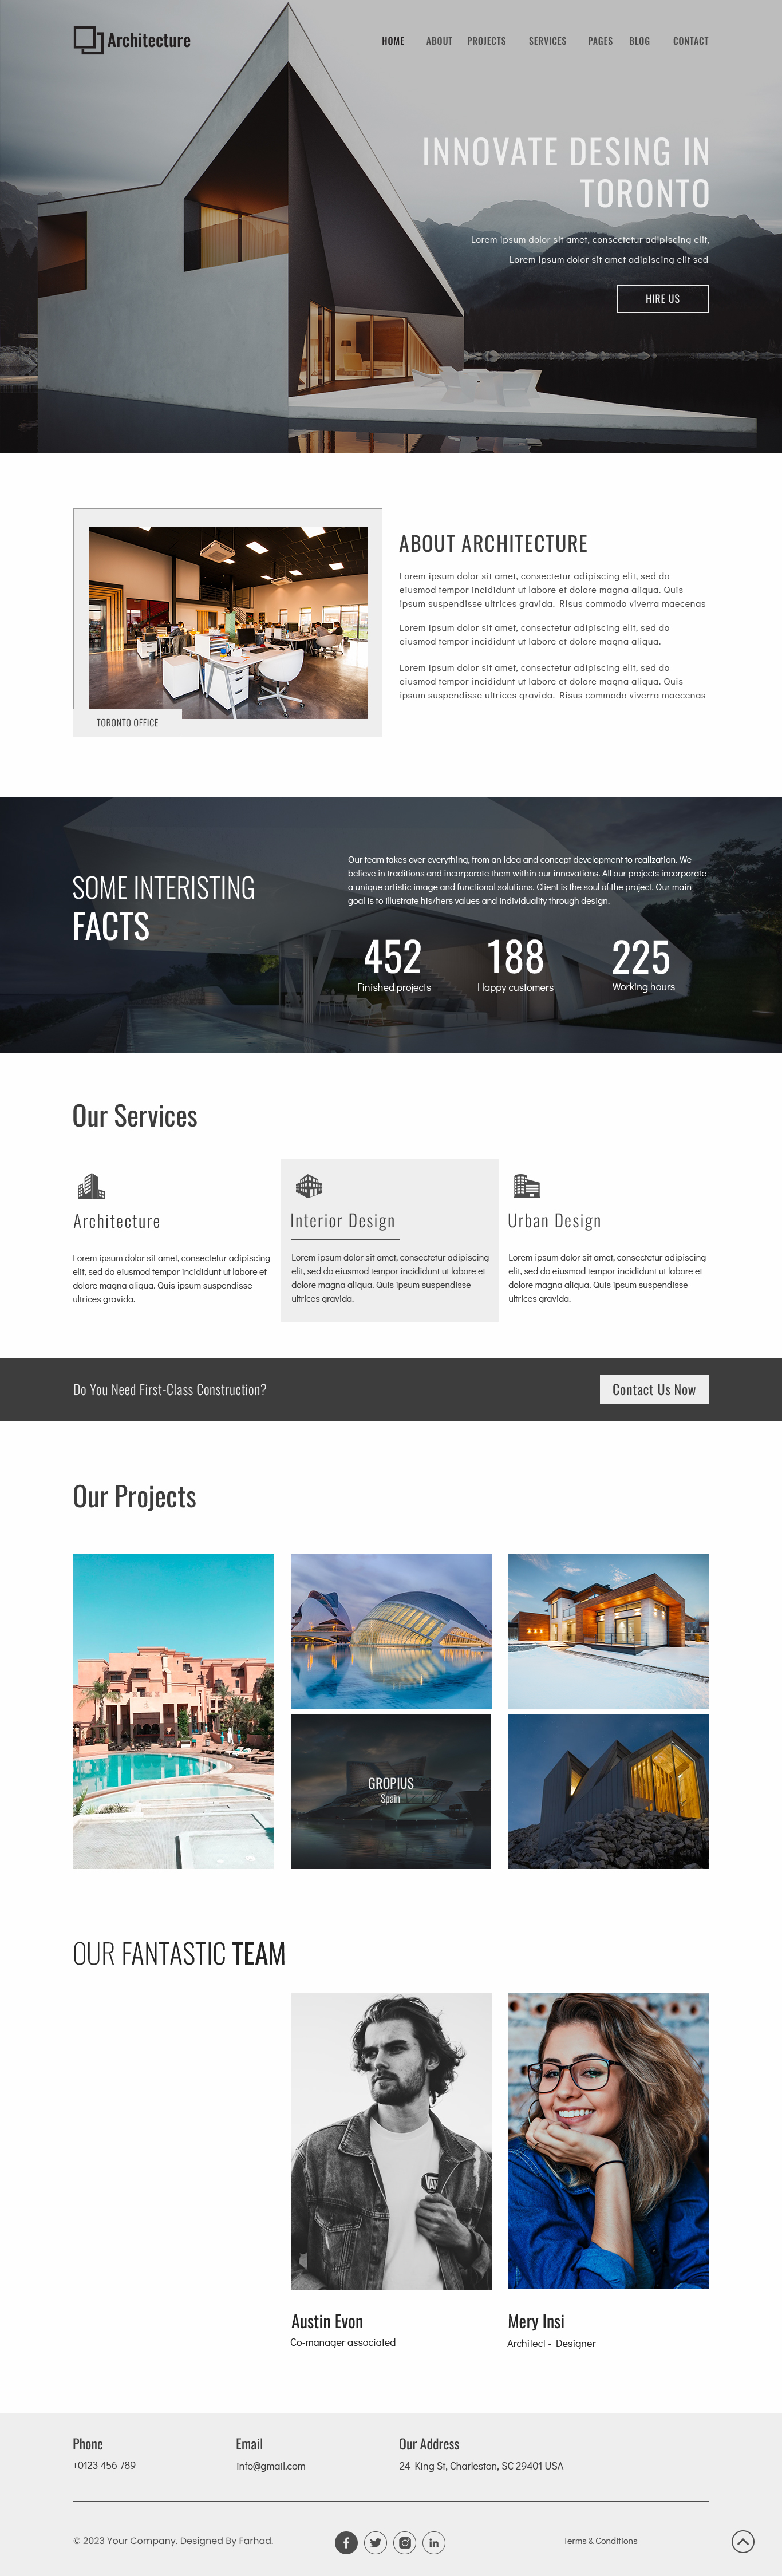 Architecture
HOME ABOUT PROJECTS SERVICES PAGES BLOG CONTACT
INNOVATE DESING IN
TORONTO
Lorem ipsum dolor sit amet, consectetur adipiscing elit,
Lorem ipsum dolor sit amet adipiscing elit sed
HIRE US
TORONTO OFFICE
ABOUT ARCHITECTURE
Lorem ipsum dolor sit amet, consectetur adipiscing elit, sed do
eiusmod tempor incididunt ut labore et dolore magna aliqua. Quis
ipsum suspendisse ultrices gravida. Risus commodo viverra maecenas
Lorem ipsum dolor sit amet, consectetur adipiscing elit, sed do
eiusmod tempor incididunt ut labore et dolore magna aliqua.
Lorem ipsum dolor sit amet, consectetur adipiscing elit, sed do
eiusmod tempor incididunt ut labore et dolore magna aliqua. Quis
ipsum suspendisse ultrices gravida. Risus commodo viverra maecenas
SOME INTERISTING
FACTS
Our team takes over everything, from an idea and concept development to realization. We
believe in traditions and incorporate them within our innovations. All our projects incorporate
a unique artistic image and functional solutions. Client is the soul of the project. Our main
goal is to illustrate his/hers values and individuality through design.
452 188 225
Finished projects Happy customers Working hours
Our Services
Architecture
Lorem ipsum dolor sit amet, consectetur adipiscing
elit, sed do eiusmod tempor incididunt ut labore et
dolore magna aliqua. Quis ipsum suspendisse
ultrices gravida.
Interior Design
Lorem ipsum dolor sit amet, consectetur adipiscing
elit, sed do eiusmod tempor incididunt ut labore et
dolore magna aliqua. Quis ipsum suspendisse
ultrices gravida.
Urban Design
Lorem ipsum dolor sit amet, consectetur adipiscing
elit, sed do eiusmod tempor incididunt ut labore et
dolore magna aliqua. Quis ipsum suspendisse
ultrices gravida.
Do You Need First-Class Construction?
Contact Us Now
Our Projects
GROPIUS
Spain
OUR FANTASTIC TEAM
VANS
Austin Evon
Co-manager associated
Mery Insi
Architect - Designer
Phone
+0123 456 789
Email
info@gmail.com
Our Address
24 King St, Charleston, SC 29401 USA
© 2023 Your Company. Designed By Farhad.
Terms & Conditions